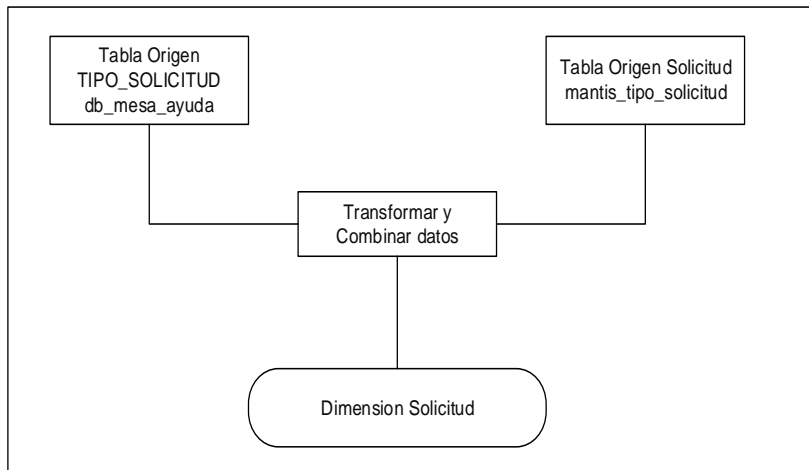 Tabla Origen
TIPO_SOLICITUD
db_mesa_ayuda
Tabla Origen Solicitud
mantis_tipo_solicitud
Transformar y
Combinar datos
Dimension Solicitud